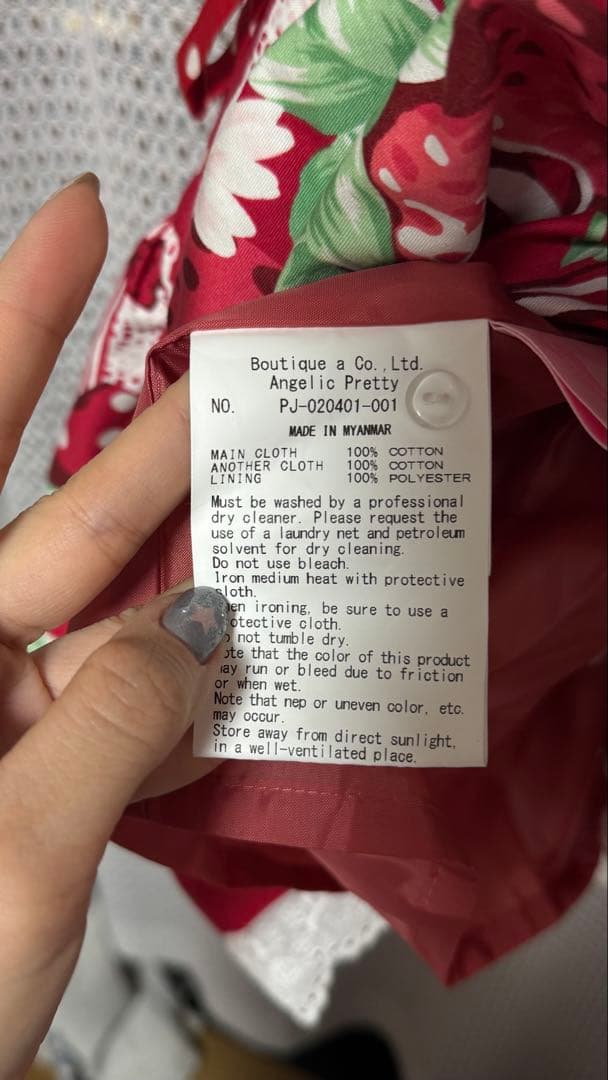 Boutique a Co.,Ltd.
Angelic Pretty
NO. PJ-020401-001
MADE IN MYANMAR
MAIN CLOTH 100% COTTON
ANOTHER CLOTH 100% COTTON
LINING 100% POLYESTER
Must be washed by a professional
dry cleaner. Please request the
use of a laundry net and petroleum
solvent for dry cleaning.
Do not use bleach.
Iron medium heat with protective
cloth.
ironing, be sure to use a
protective cloth.
not tumble dry.
that the color of this product
may run or bleed due to friction
or when wet.
Note that nep or uneven color, etc.
may occur.
Store away from direct sunlight,
in a well-ventilated place.